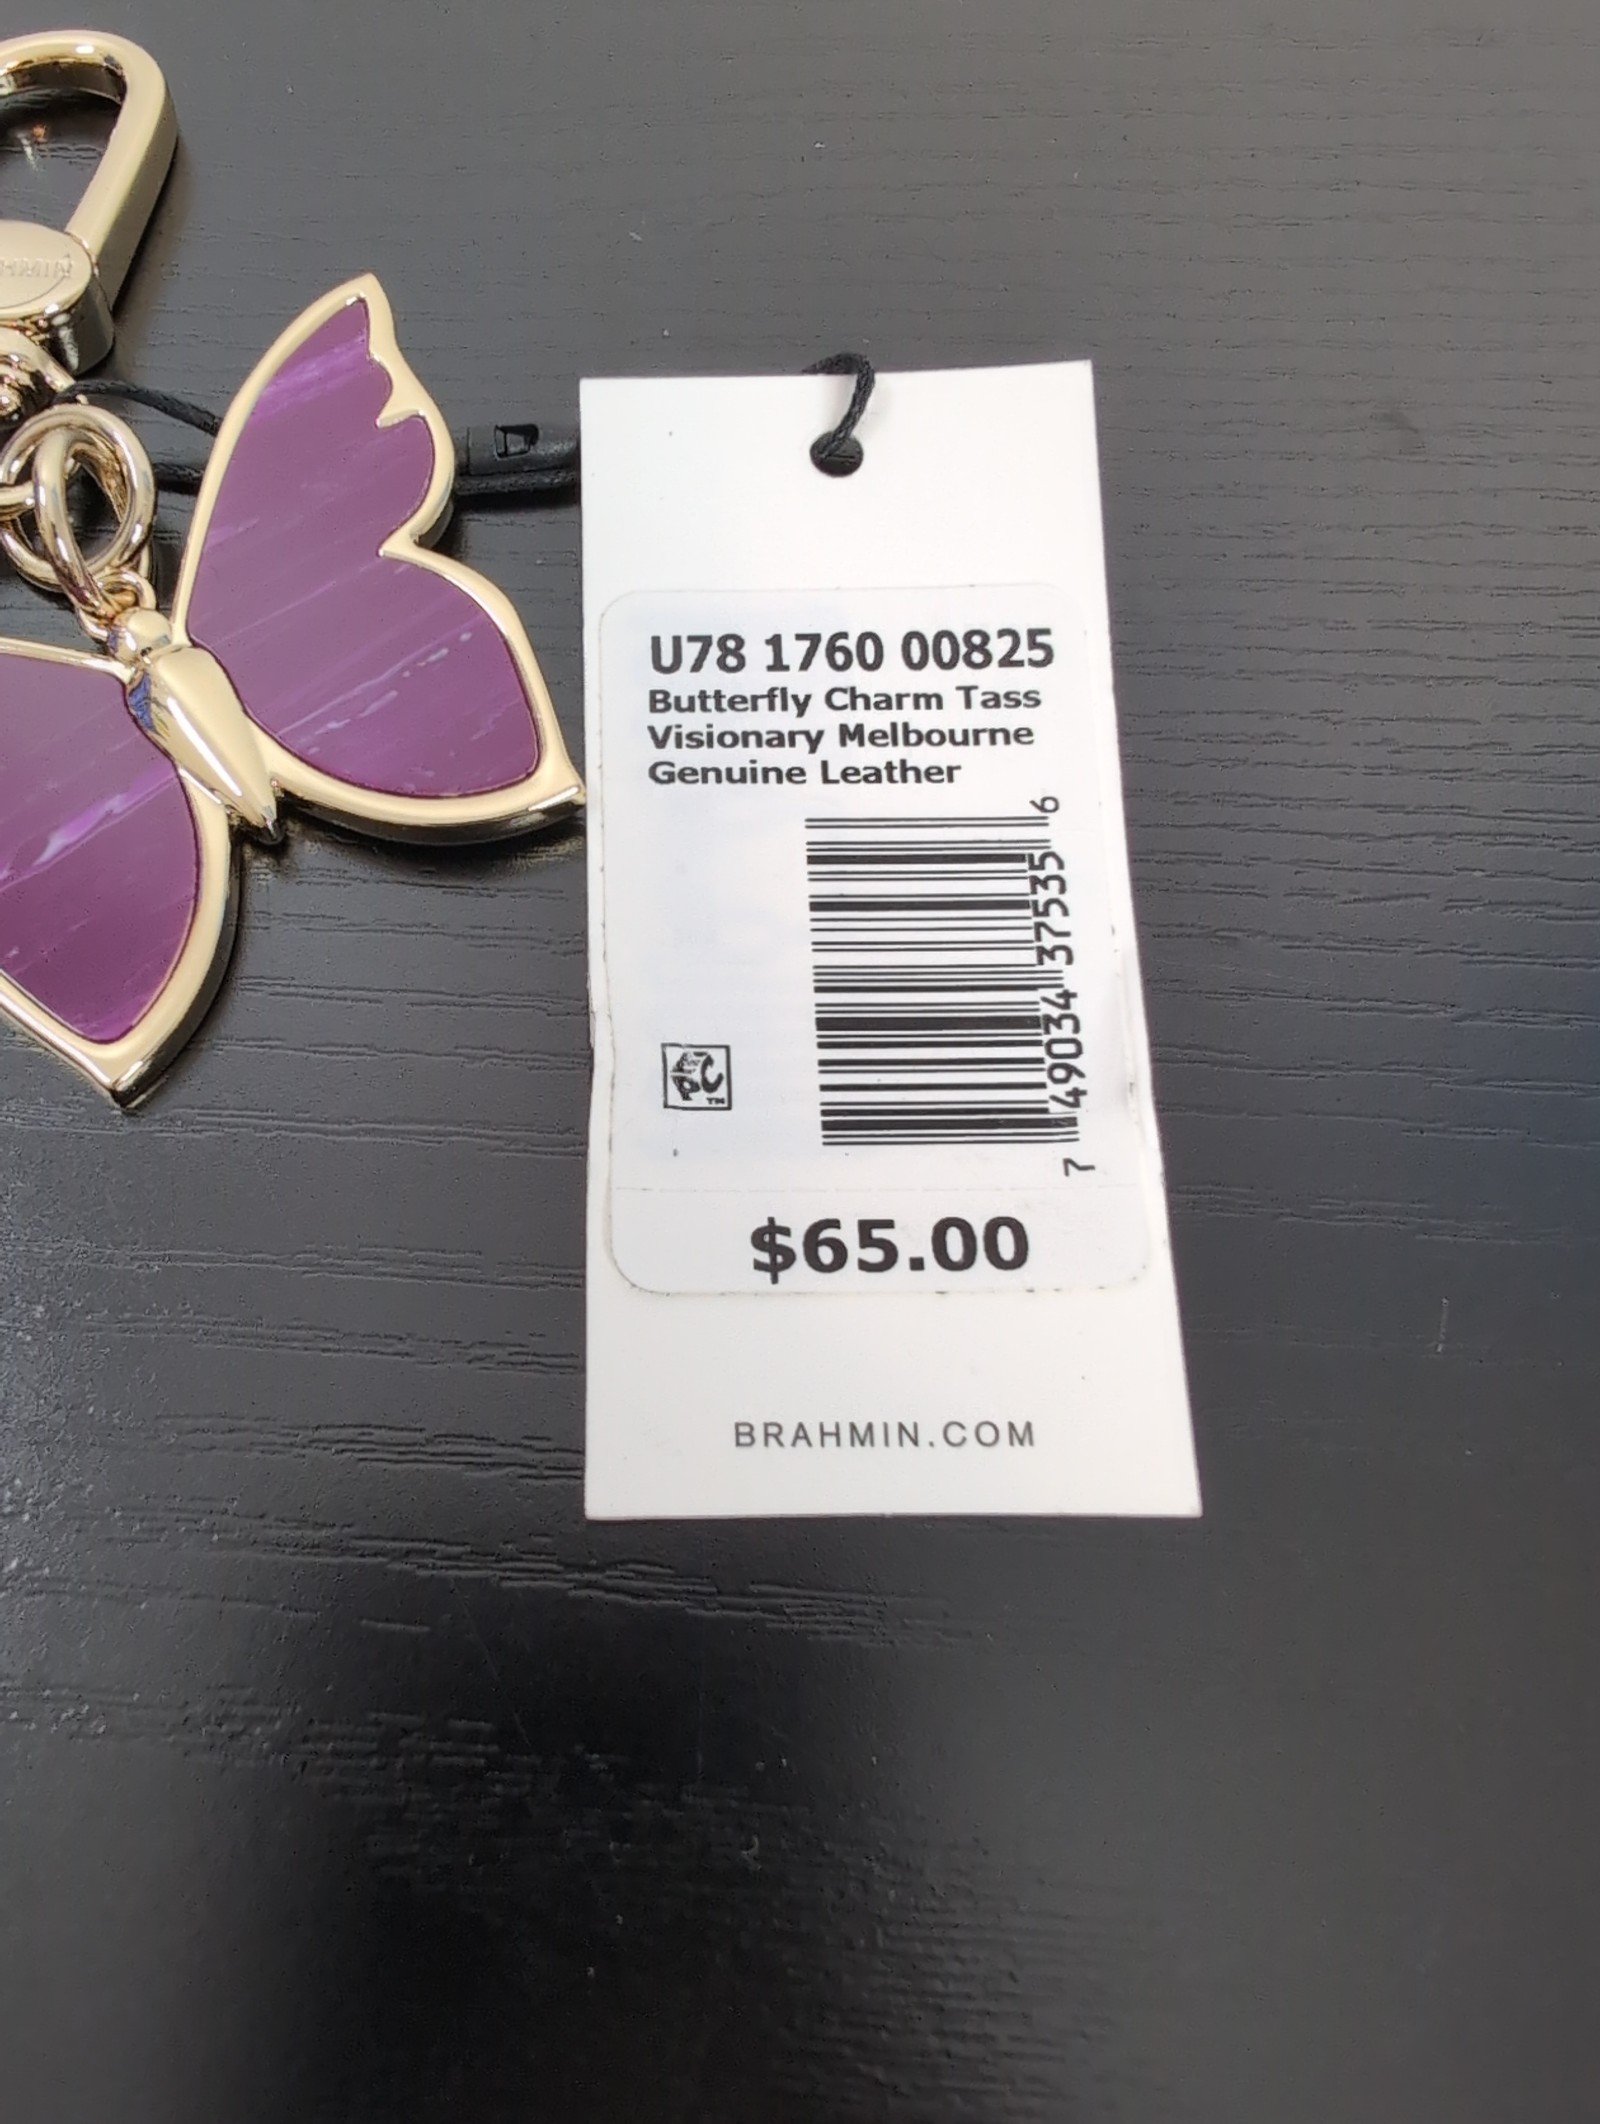 U78 1760 00825
Butterfly Charm Tass
Visionary Melbourne
Genuine Leather
7 49034 37535 6
$65.00
BRAHMIN.COM